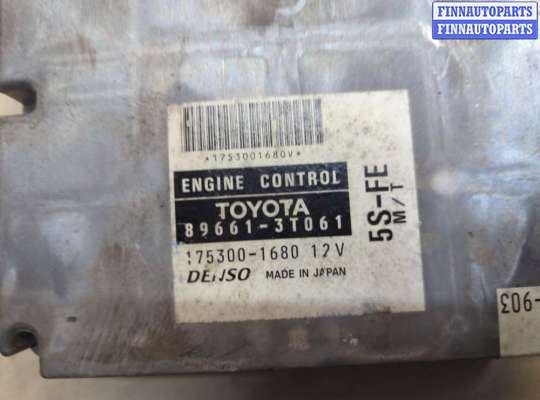 FINNAUTOPARTS
FINNAUTOPARTS
*1753001680V*
ENGINE CONTROL
TOYOTA
89661-3T061
175300-1680 12V
DENSO MADE IN JAPAN
5S-FE
M/T
-903